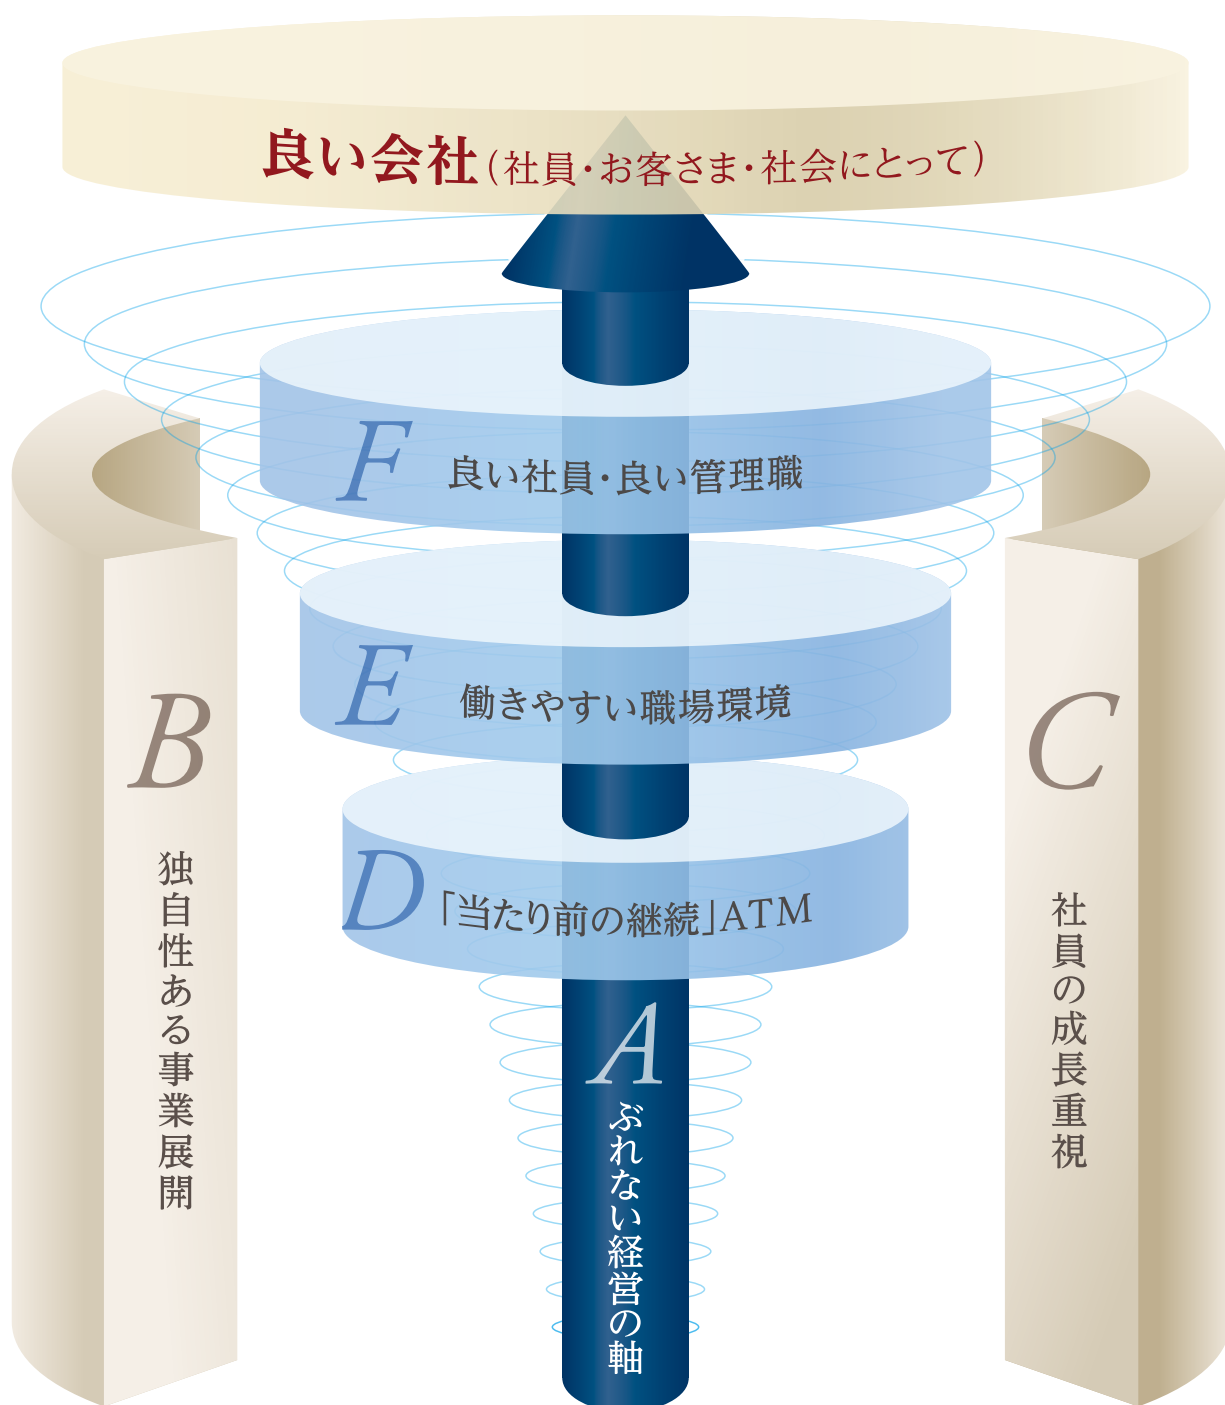 良い会社(社員・お客さま・社会にとって)
F 良い社員・良い管理職
E 働きやすい職場環境
D 「当たり前の継続」ATM
A
ぶれない経営の軸
B
独自性ある事業展開
C
社員の成長重視